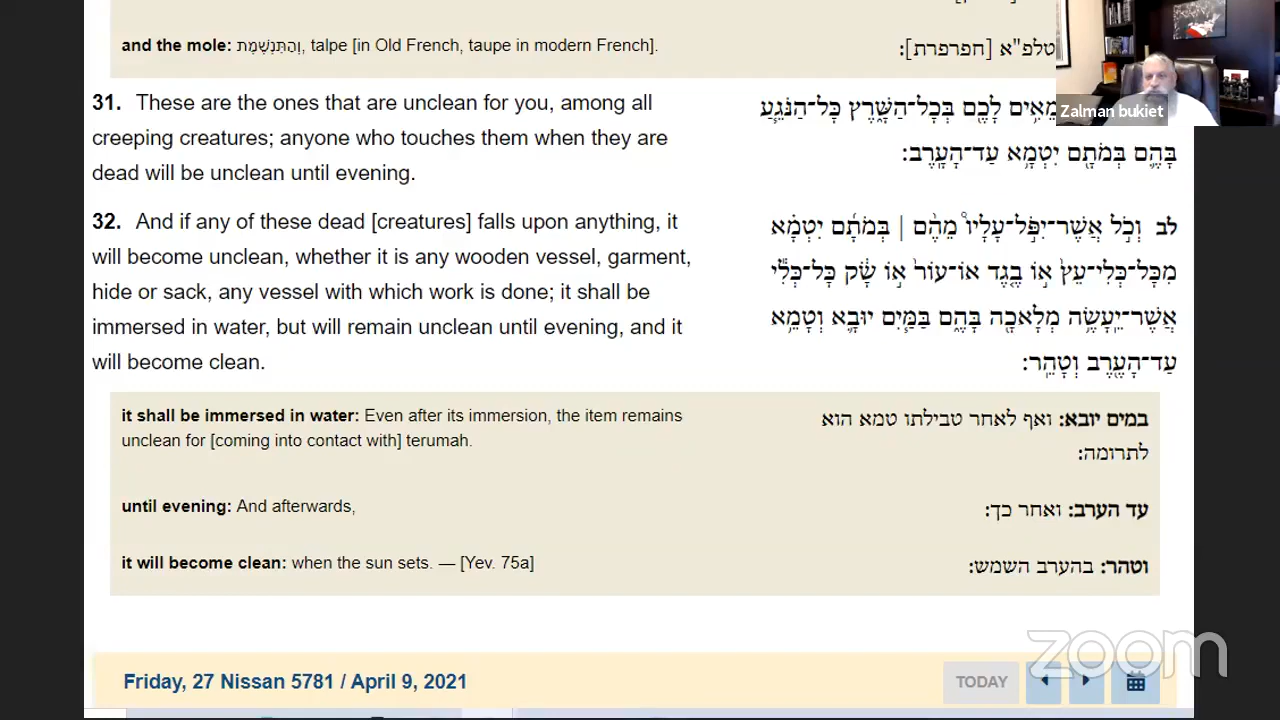 and the mole: וְהַתִּנְשָׁמֶת, talpe [in Old French, taupe in modern French].
טלפ"א [חפרפרת]:
31. These are the ones that are unclean for you, among all
creeping creatures; anyone who touches them when they are
dead will be unclean until evening.
לָכֶ֖ם בְּכָל־הַשָּׁ֑רֶץ כָּל־הַנֹּגֵ֧עַ
בָּהֶ֛ם בְּמֹתָ֖ם יִטְמָ֥א עַד־הָעָֽרֶב:
Zalman bukiet
32. And if any of these dead [creatures] falls upon anything, it
will become unclean, whether it is any wooden vessel, garment,
hide or sack, any vessel with which work is done; it shall be
immersed in water, but will remain unclean until evening, and it
will become clean.
לב וְכֹ֣ל אֲשֶׁר־יִפֹּ֣ל־עָלָיו֩ מֵהֶ֨ם | בְּמֹתָ֜ם יִטְמָ֗א
מִכָּל־כְּלִי־עֵץ֙ א֣וֹ בֶ֤גֶד אוֹ־עוֹר֙ א֣וֹ שָׂ֔ק כָּל־כְּלִ֕י
אֲשֶׁר־יֵֽעָשֶׂ֥ה מְלָאכָ֖ה בָּהֶ֑ם בַּמַּ֧יִם יוּבָ֛א וְטָמֵ֥א
עַד־הָעֶ֖רֶב וְטָהֵֽר:
it shall be immersed in water: Even after its immersion, the item remains
unclean for [coming into contact with] terumah.
במים יובא: ואף לאחר טבילתו טמא הוא
לתרומה:
until evening: And afterwards,
עד הערב: ואחר כך:
it will become clean: when the sun sets. — [Yev. 75a]
וטהר: בהערב השמש:
zoom
Friday, 27 Nissan 5781 / April 9, 2021
TODAY